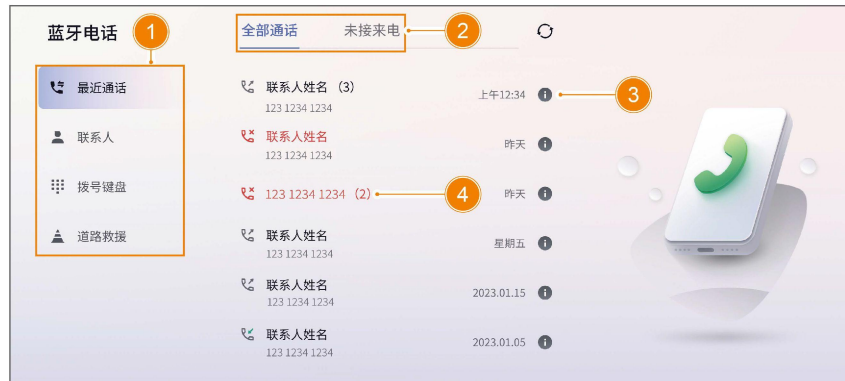 蓝牙电话
1
全部通话 未接来电
2
最近通话
联系人
拨号键盘
道路救援
联系人姓名 (3)
123 1234 1234
上午12:34
3
联系人姓名
123 1234 1234
昨天
123 1234 1234 (2)
4
昨天
联系人姓名
123 1234 1234
星期五
联系人姓名
123 1234 1234
2023.01.15
联系人姓名
123 1234 1234
2023.01.05